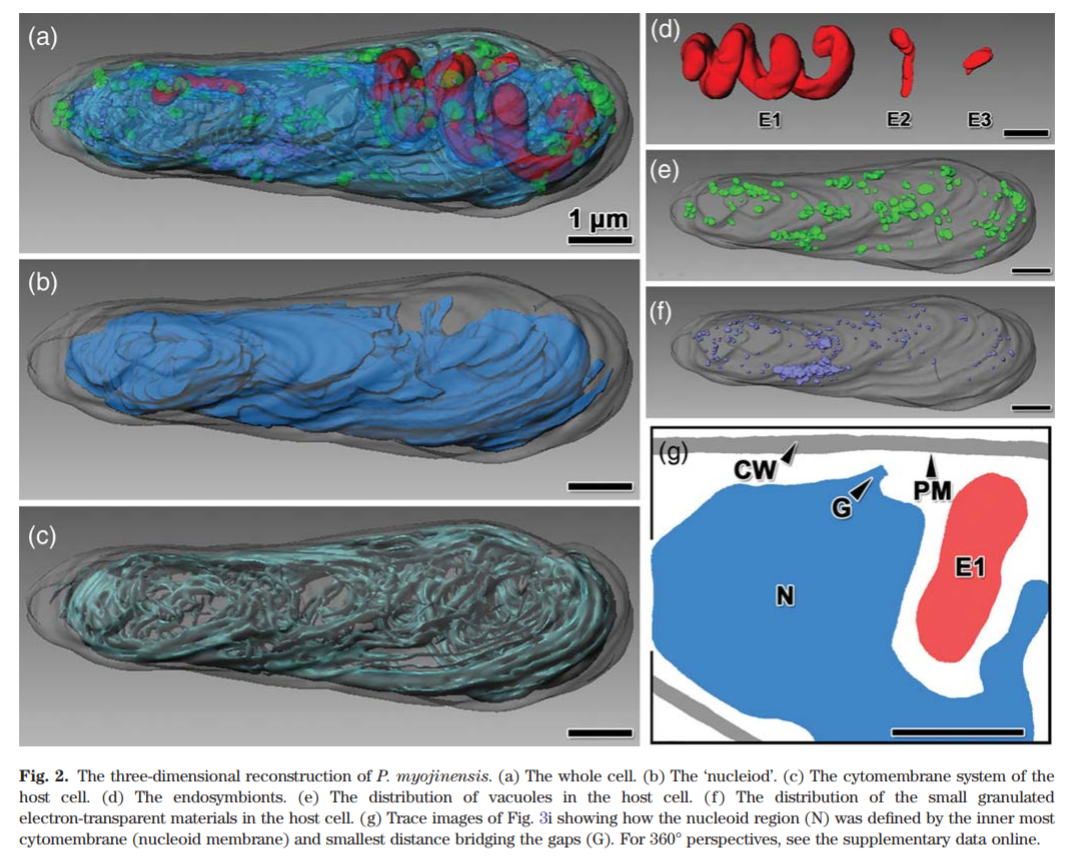 (a)
1 μm
(b)
(c)
(d)
E1 E2 E3
(e)
(f)
(g)
CW
PM
G
E1
N
Fig. 2. The three-dimensional reconstruction of P. myojinensis. (a) The whole cell. (b) The ‘nucleiod’. (c) The cytomembrane system of the
host cell. (d) The endosymbionts. (e) The distribution of vacuoles in the host cell. (f) The distribution of the small granulated
electron-transparent materials in the host cell. (g) Trace images of Fig. 3i showing how the nucleoid region (N) was defined by the inner most
cytomembrane (nucleoid membrane) and smallest distance bridging the gaps (G). For 360° perspectives, see the supplementary data online.